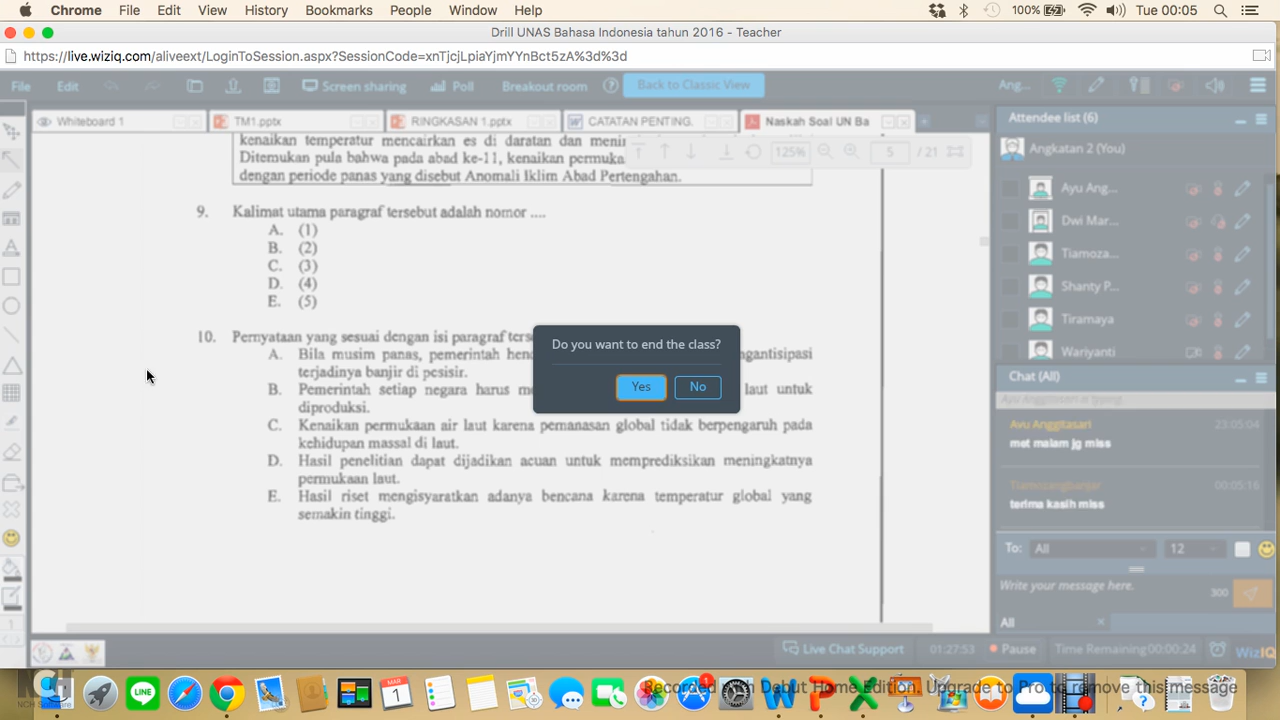 Chrome File Edit View History Bookmarks People Window Help 100% Tue 00:05
Drill UNAS Bahasa Indonesia tahun 2016 - Teacher
https://live.wiziq.com/aliveext/LoginToSession.aspx?SessionCode=xnTjcjLpiaYjmYYnBct5zA%3d%3d
File Edit Screen sharing Poll Breakout room Back to Classic View Ang...
Whiteboard 1 TM1.pptx RINGKASAN 1.pptx CATATAN PENTING. Naskah Soal UN Ba
Attendee list (6)
125% 5 / 21
Angkatan 2 (You)
Ayu Ang...
Dwi Mar...
Tiamoza...
Shanty P...
Tiramaya
Wariyanti
kenaikan temperatur mencairkan es di daratan dan
Ditemukan pula bahwa pada abad ke-11, kenaikan
dengan periode panas yang disebut Anomali Iklim Abad Pertengahan.
9. Kalimat utama paragraf tersebut adalah nomor ....
A. (1)
B. (2)
C. (3)
D. (4)
E. (5)
10. Pernyataan yang sesuai dengan isi paragraf
A. Bila musim panas, pemerintah
terjadinya banjir di pesisir.
B. Pemerintah setiap negara harus laut untuk
diproduksi.
C. Kenaikan permukaan air laut karena pemanasan global tidak berpengaruh pada
kehidupan massal di laut.
D. Hasil penelitian dapat dijadikan acuan untuk memprediksikan meningkatnya
permukaan laut.
E. Hasil riset mengisyaratkan adanya bencana karena temperatur global yang
semakin tinggi.
Do you want to end the class?
Yes No
Chat (All)
Ayu Anggitasari is typing.
Ayu Anggitasari 23:05:04
met malam jg miss
Tiamozangbanjar 00:05:16
terima kasih miss
To: All 12
Write your message here. 300
All
Live Chat Support 01:27:53 Pause Time Remaining 00:00:24 WizIQ
NCH Software
Recorded with Debut Home Edition. Upgrade to Pro to remove this message